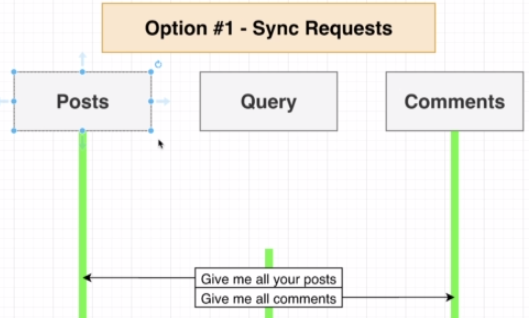 Option #1 - Sync Requests
Posts
Query
Comments
Give me all your posts
Give me all comments